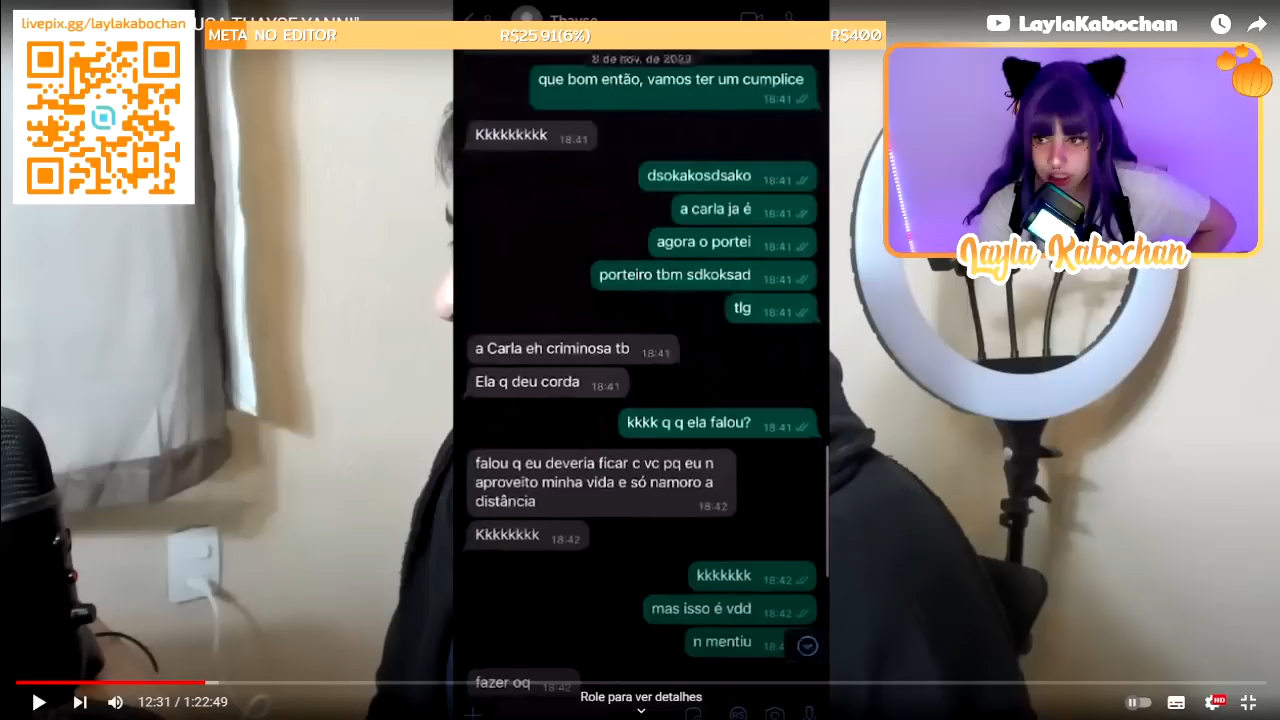 livepix.gg/laylakabochan
META NO EDITOR
R$25.91(6%)
R$400
LaylaKabochan
Thayse
8 de nov. de 2023
que bom então, vamos ter um cumplice
18:41
Kkkkkkkkk 18:41
dsokakosdsako 18:41
a carla ja é 18:41
agora o portei 18:41
porteiro tbm sdkoksad 18:41
tlg 18:41
a Carla eh criminosa tb 18:41
Ela q deu corda 18:41
kkkk q q ela falou? 18:41
falou q eu deveria ficar c vc pq eu n
aproveito minha vida e só namoro a
distância
18:42
Kkkkkkkk 18:42
kkkkkkk 18:42
mas isso é vdd 18:42
n mentiu
fazer oq 18:42
Layla Kabochan
12:31 / 1:22:49
Role para ver detalhes
HD